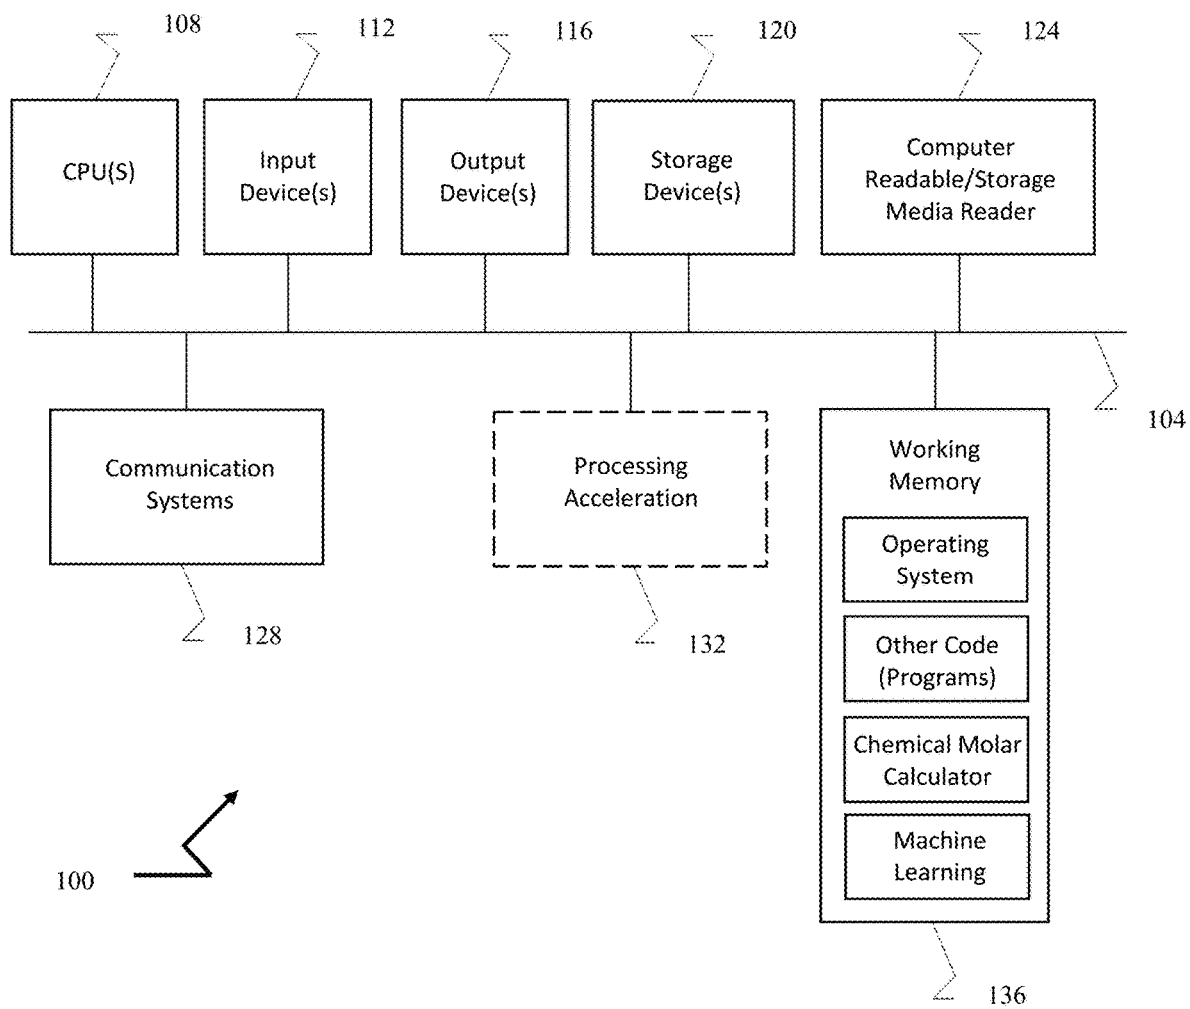 108
112
116
120
124
CPU(S)
Input
Device(s)
Output
Device(s)
Storage
Device(s)
Computer
Readable/Storage
Media Reader
104
Communication
Systems
Processing
Acceleration
Working
Memory
Operating
System
Other Code
(Programs)
Chemical Molar
Calculator
Machine
Learning
128
132
100
136